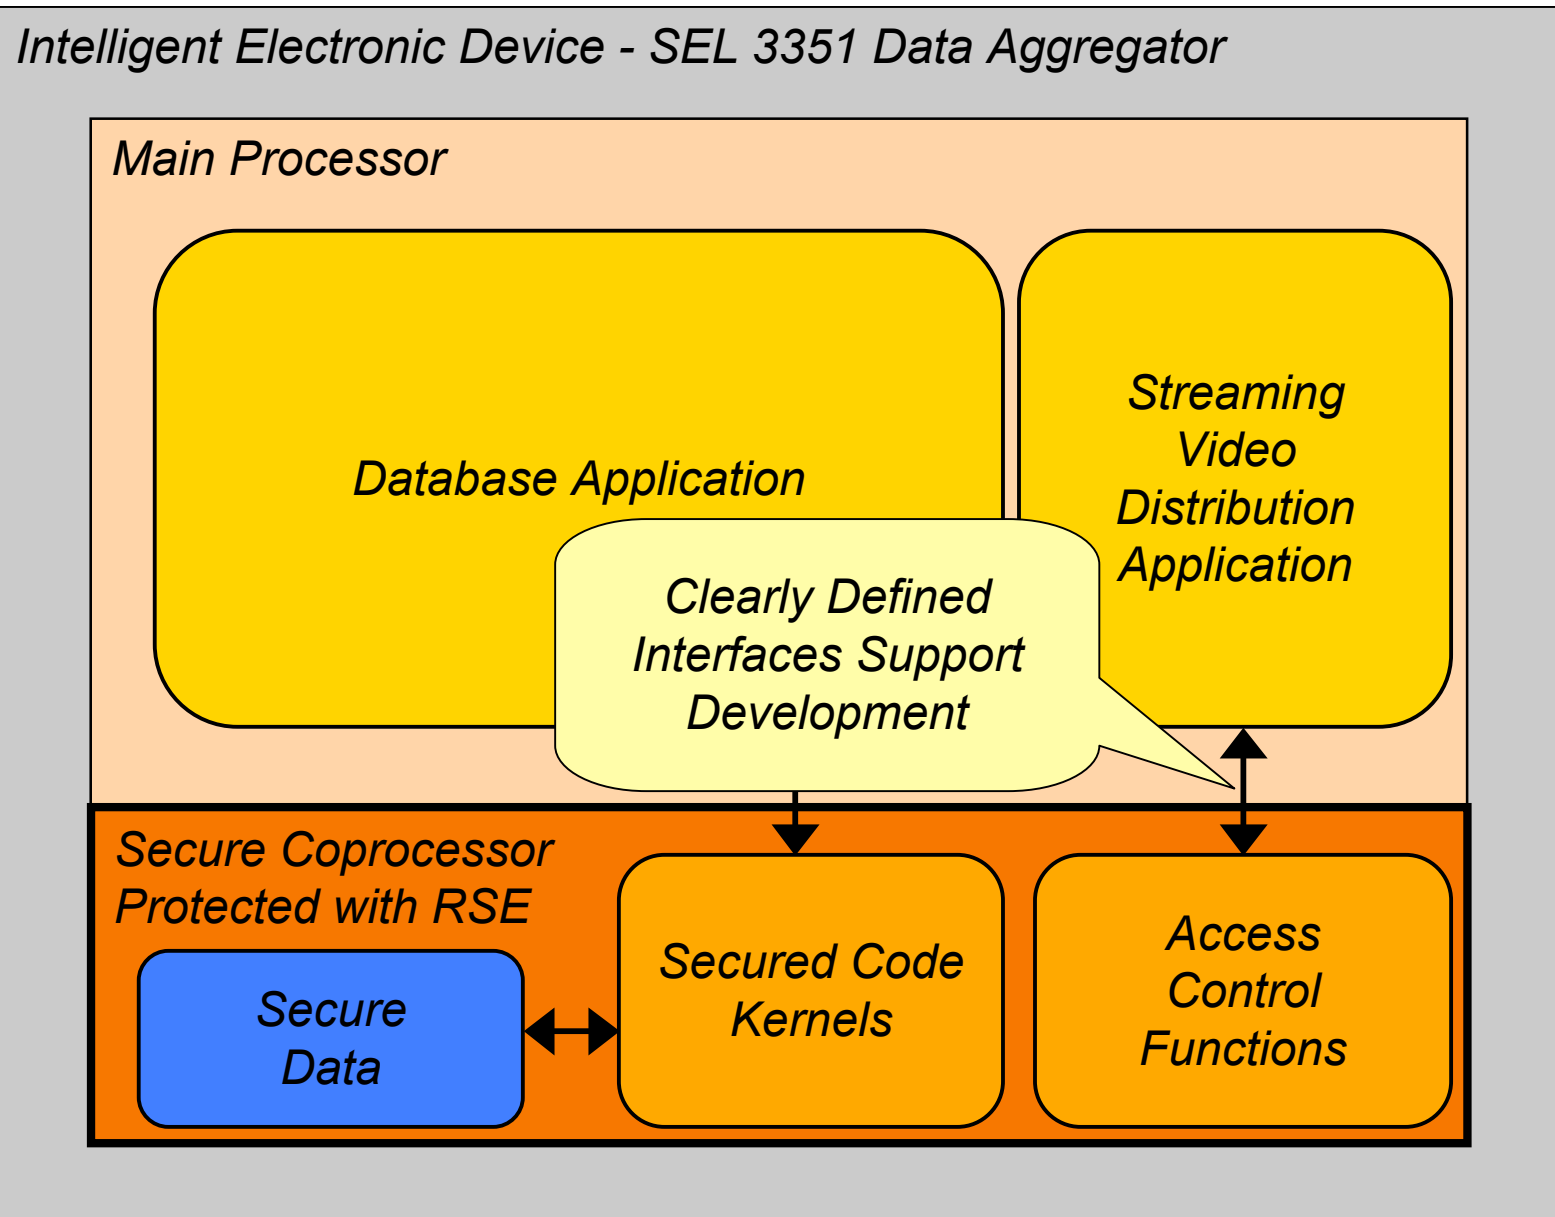 Intelligent Electronic Device - SEL 3351 Data Aggregator
Main Processor
Database Application
Streaming
Video
Distribution
Application
Clearly Defined
Interfaces Support
Development
Secure Coprocessor
Protected with RSE
Secure
Data
Secured Code
Kernels
Access
Control
Functions